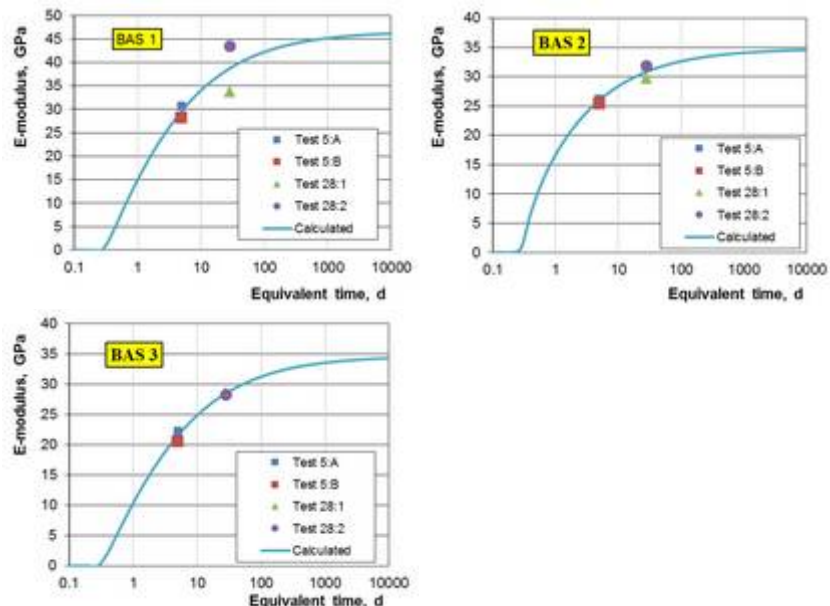 50
45
40
35
30
25
20
15
10
5
0
E-modulus, GPa
BAS 1
Test 5:A
Test 5:B
Test 28:1
Test 28:2
Calculated
0.1 1 10 100 1000 10000
Equivalent time, d
40
35
30
25
20
15
10
5
0
E-modulus, GPa
BAS 2
Test 5:A
Test 5:B
Test 28:1
Test 28:2
Calculated
0.1 1 10 100 1000 10000
Equivalent time, d
40
35
30
25
20
15
10
5
0
E-modulus, GPa
BAS 3
Test 5:A
Test 5:B
Test 28:1
Test 28:2
Calculated
0.1 1 10 100 1000 10000
Equivalent time, d